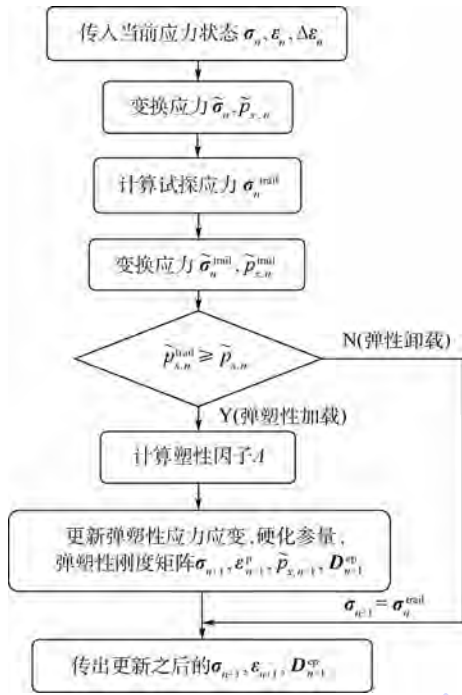 传入当前应力状态 σₙ, εₙ, Δεₙ
变换应力 σ̃ₙ, p̃ₓ,ₙ
计算试探应力 σₙᵗʳᵃⁱˡ
变换应力 σ̃ₙᵗʳᵃⁱˡ, p̃ₓ,ₙᵗʳᵃⁱˡ
p̃ₓ,ₙᵗʳᵃⁱˡ ≥ p̃ₓ,ₙ
N(弹性卸载)
Y(弹塑性加载)
计算塑性因子Λ
更新弹塑性应力应变,硬化参量,
弹塑性刚度矩阵σₙ₊₁, εᵖₙ₊₁, p̃ₓ,ₙ₊₁, Dᵉᵖₙ₊₁
σₙ₊₁ = σₙᵗʳᵃⁱˡ
传出更新之后的σₙ₊₁, εₙ₊₁, Dᵉᵖₙ₊₁